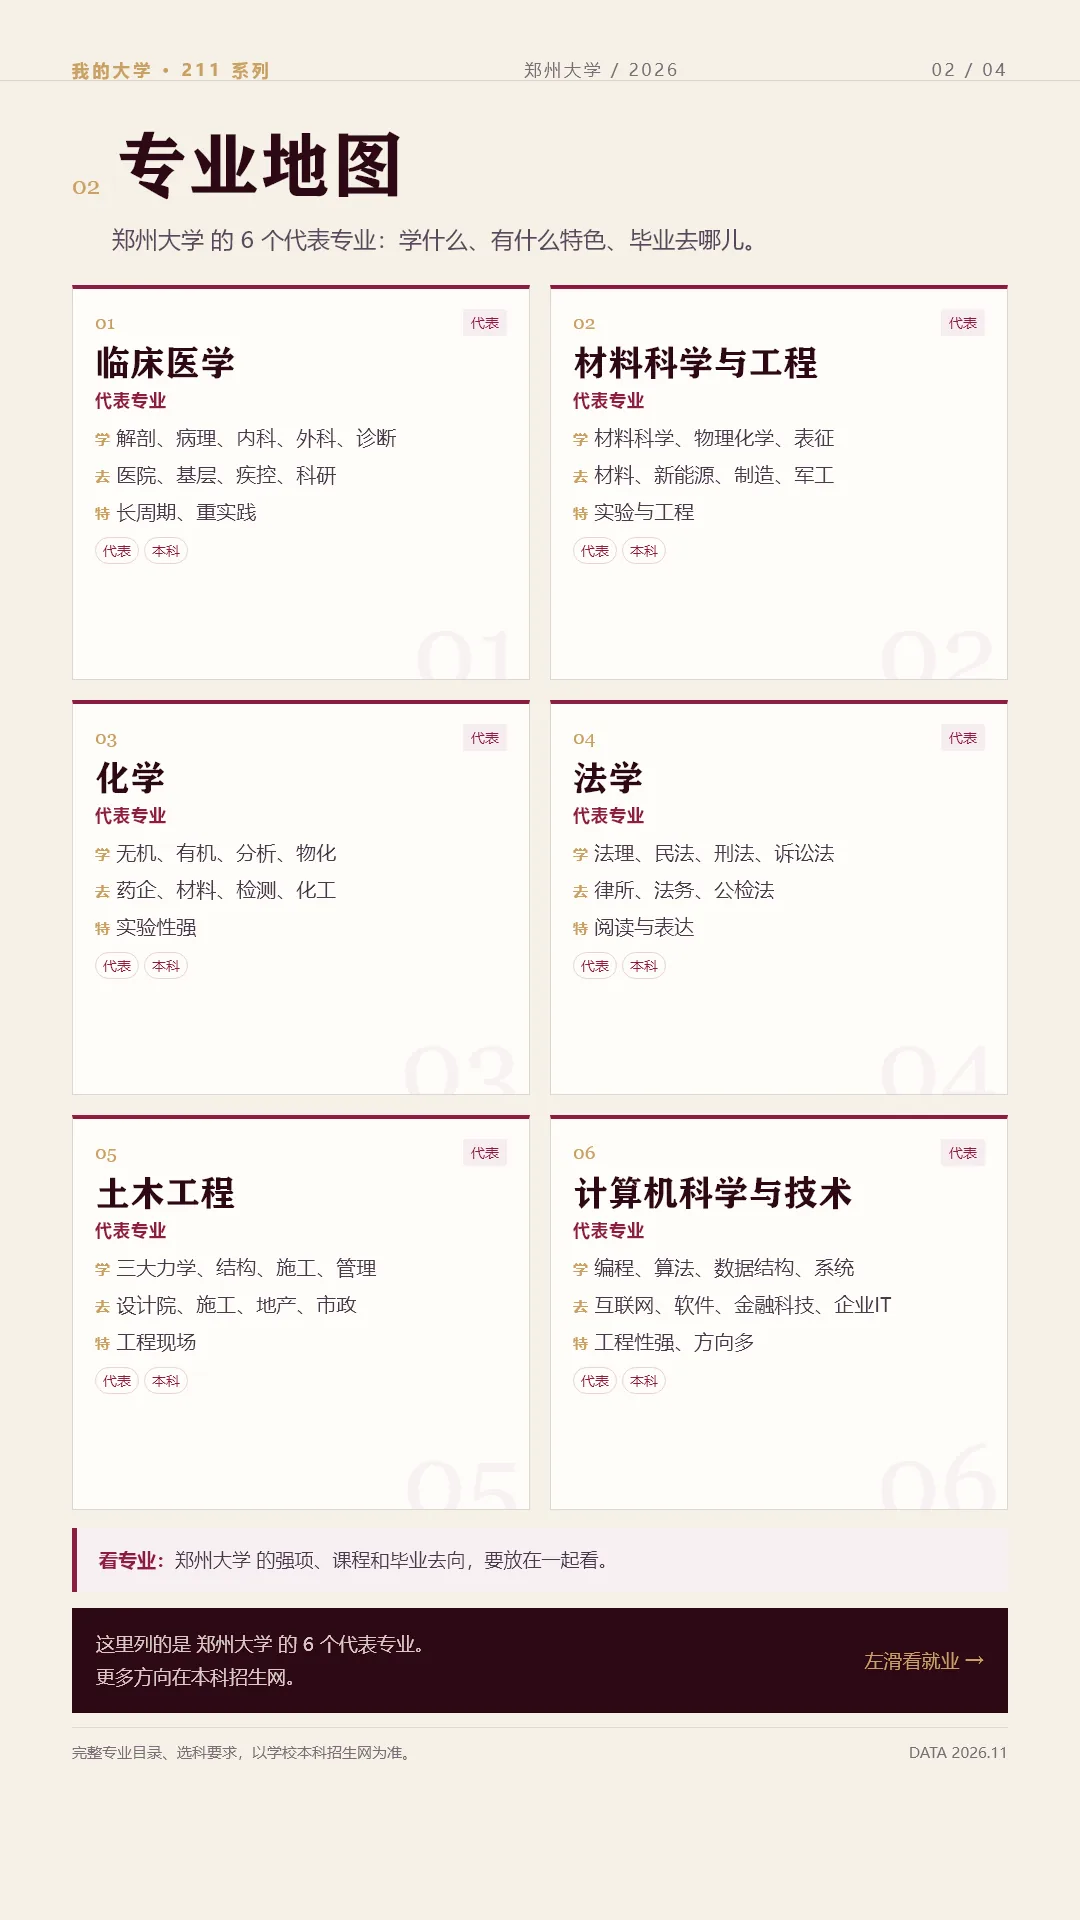 我的大学 • 211 系列
郑州大学 / 2026
02 / 04
02 专业地图
郑州大学 的 6 个代表专业：学什么、有什么特色、毕业去哪儿。
01
代表
临床医学
代表专业
学 解剖、病理、内科、外科、诊断
去 医院、基层、疾控、科研
特 长周期、重实践
代表 本科
01
02
代表
材料科学与工程
代表专业
学 材料科学、物理化学、表征
去 材料、新能源、制造、军工
特 实验与工程
代表 本科
02
03
代表
化学
代表专业
学 无机、有机、分析、物化
去 药企、材料、检测、化工
特 实验性强
代表 本科
03
04
代表
法学
代表专业
学 法理、民法、刑法、诉讼法
去 律所、法务、公检法
特 阅读与表达
代表 本科
04
05
代表
土木工程
代表专业
学 三大力学、结构、施工、管理
去 设计院、施工、地产、市政
特 工程现场
代表 本科
05
06
代表
计算机科学与技术
代表专业
学 编程、算法、数据结构、系统
去 互联网、软件、金融科技、企业IT
特 工程性强、方向多
代表 本科
06
看专业：郑州大学 的强项、课程和毕业去向，要放在一起看。
这里列的是 郑州大学 的 6 个代表专业。
更多方向在本科招生网。
左滑看就业 →
完整专业目录、选科要求，以学校本科招生网为准。
DATA 2026.11